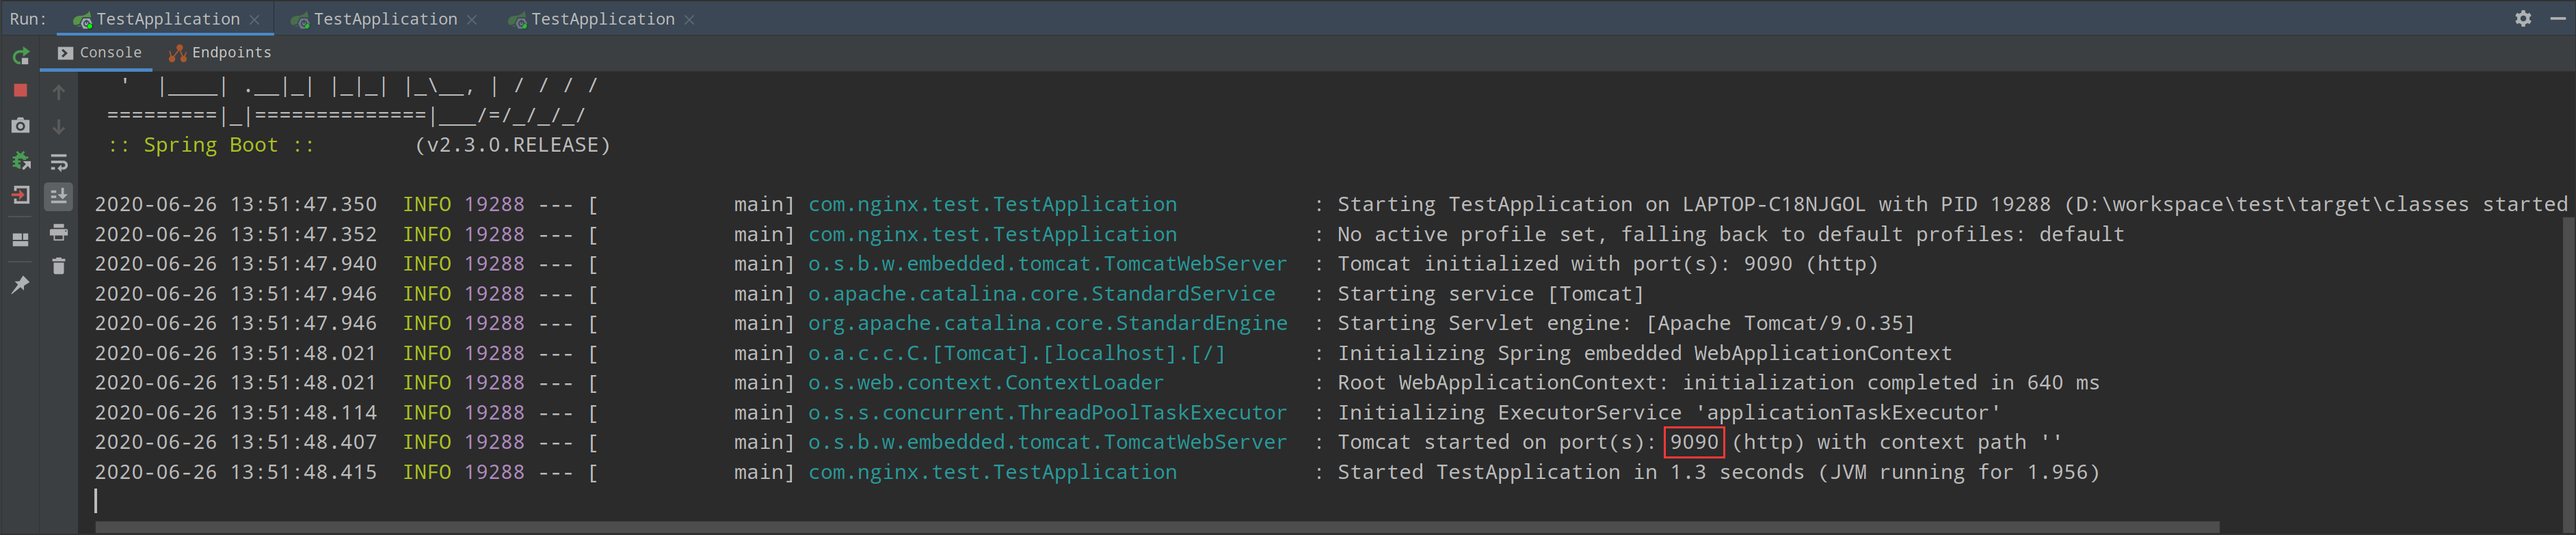 Run: TestApplication × TestApplication × TestApplication ×
Console Endpoints
'  |____| .__|_| |_|_| |_\__, | / / / /
=========|_|==============|___/=/_/_/_/
:: Spring Boot ::        (v2.3.0.RELEASE)
2020-06-26 13:51:47.350  INFO 19288 --- [           main] com.nginx.test.TestApplication           : Starting TestApplication on LAPTOP-C18NJGOL with PID 19288 (D:\workspace\test\target\classes started
2020-06-26 13:51:47.352  INFO 19288 --- [           main] com.nginx.test.TestApplication           : No active profile set, falling back to default profiles: default
2020-06-26 13:51:47.940  INFO 19288 --- [           main] o.s.b.w.embedded.tomcat.TomcatWebServer  : Tomcat initialized with port(s): 9090 (http)
2020-06-26 13:51:47.946  INFO 19288 --- [           main] o.apache.catalina.core.StandardService   : Starting service [Tomcat]
2020-06-26 13:51:47.946  INFO 19288 --- [           main] org.apache.catalina.core.StandardEngine  : Starting Servlet engine: [Apache Tomcat/9.0.35]
2020-06-26 13:51:48.021  INFO 19288 --- [           main] o.a.c.c.C.[Tomcat].[localhost].[/]       : Initializing Spring embedded WebApplicationContext
2020-06-26 13:51:48.021  INFO 19288 --- [           main] o.s.web.context.ContextLoader            : Root WebApplicationContext: initialization completed in 640 ms
2020-06-26 13:51:48.114  INFO 19288 --- [           main] o.s.s.concurrent.ThreadPoolTaskExecutor  : Initializing ExecutorService 'applicationTaskExecutor'
2020-06-26 13:51:48.407  INFO 19288 --- [           main] o.s.b.w.embedded.tomcat.TomcatWebServer  : Tomcat started on port(s): 9090 (http) with context path ''
2020-06-26 13:51:48.415  INFO 19288 --- [           main] com.nginx.test.TestApplication           : Started TestApplication in 1.3 seconds (JVM running for 1.956)